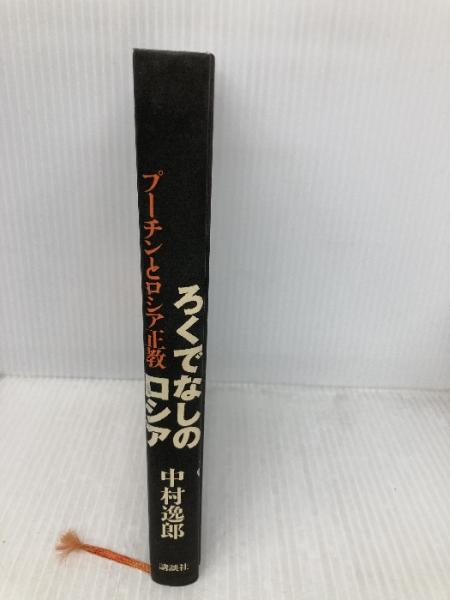 プーチンとロシア正教
ろくでなしの
ロシア
中村逸郎
講談社